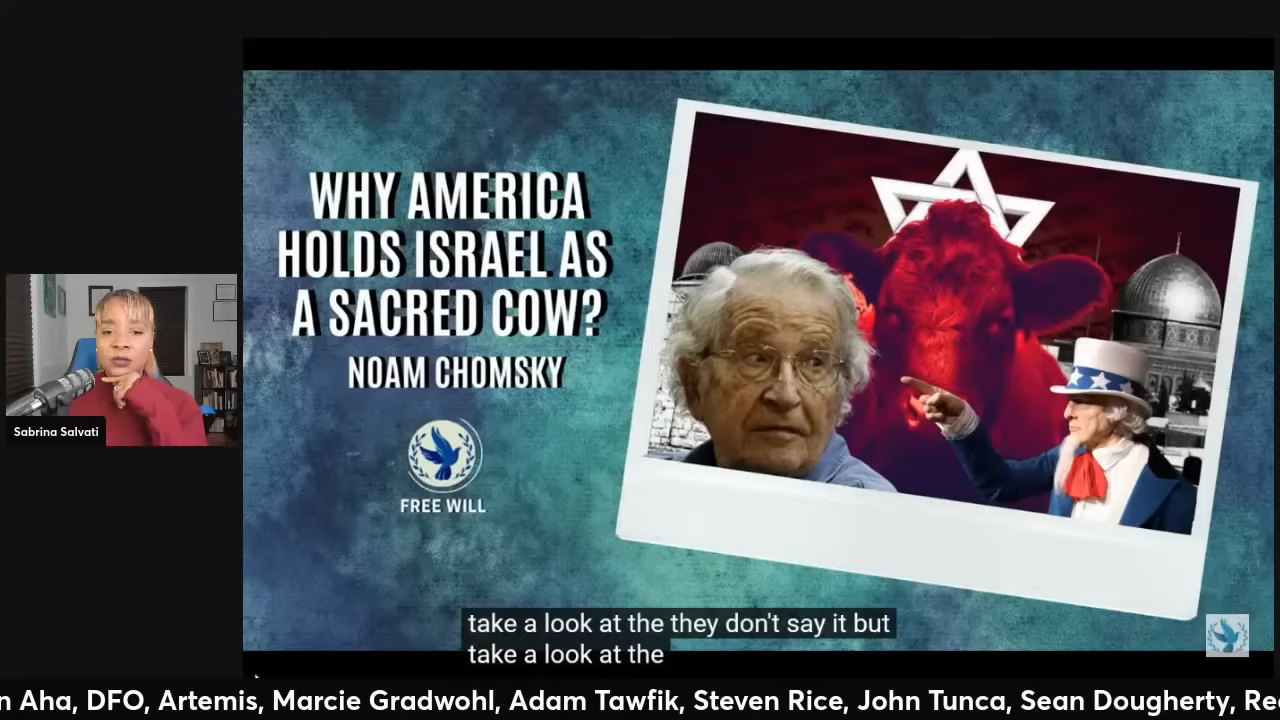 WHY AMERICA
HOLDS ISRAEL AS
A SACRED COW?
NOAM CHOMSKY
FREE WILL
Sabrina Salvati
take a look at the they don't say it but
take a look at the
n Aha, DFO, Artemis, Marcie Gradwohl, Adam Tawfik, Steven Rice, John Tunca, Sean Dougherty, Re